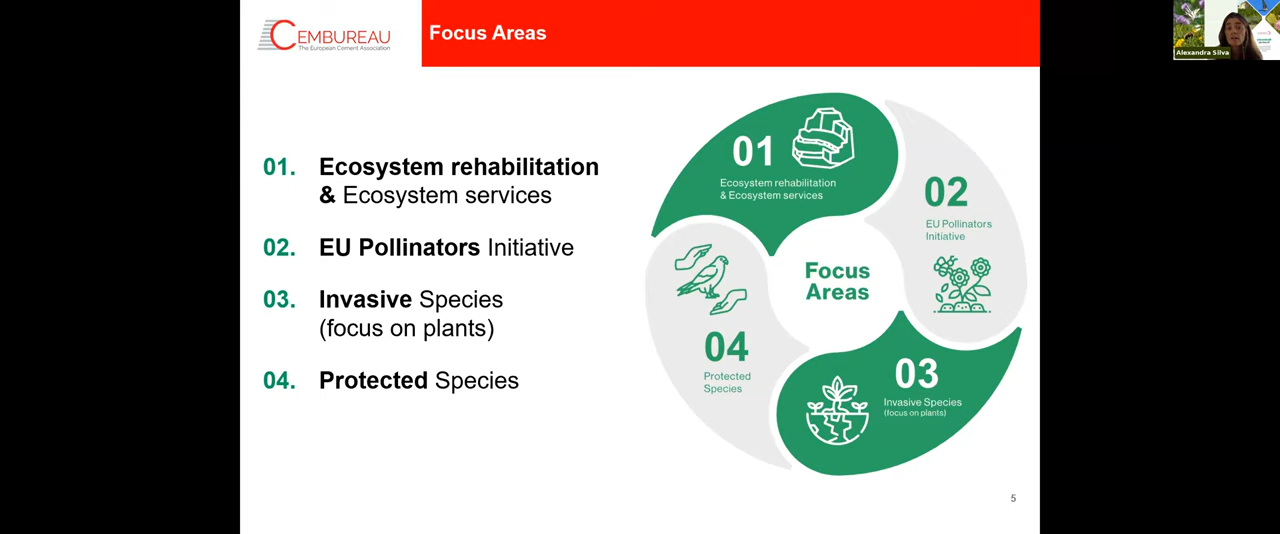 CEMBUREAU
The European Cement Association
Focus Areas
01. Ecosystem rehabilitation
& Ecosystem services
02. EU Pollinators Initiative
03. Invasive Species
(focus on plants)
04. Protected Species
01
Ecosystem rehabilitation
& Ecosystem services
02
EU Pollinators
Initiative
Focus
Areas
04
Protected
Species
03
Invasive Species
(focus on plants)
5
Alexandra Silva